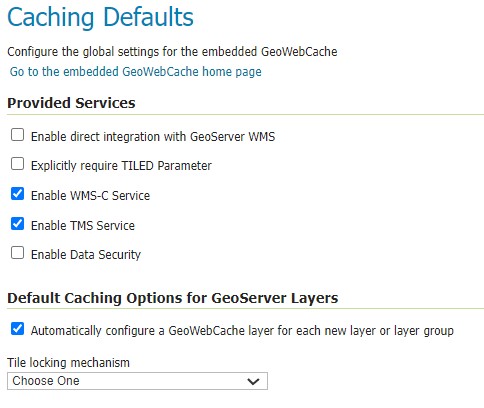 Caching Defaults
Configure the global settings for the embedded GeoWebCache
Go to the embedded GeoWebCache home page
Provided Services
Enable direct integration with GeoServer WMS
Explicitly require TILED Parameter
Enable WMS-C Service
Enable TMS Service
Enable Data Security
Default Caching Options for GeoServer Layers
Automatically configure a GeoWebCache layer for each new layer or layer group
Tile locking mechanism
Choose One